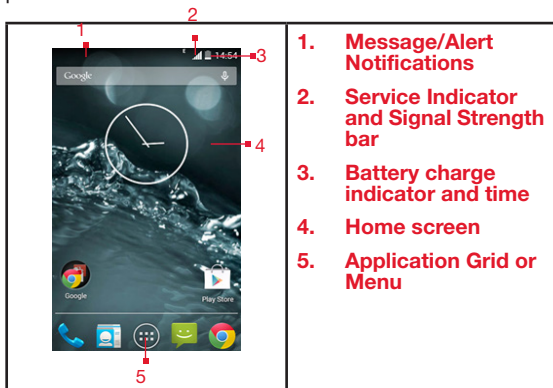 2
1
E 14:54
3
Google
4
Google
Play Store
5
1. Message/Alert
Notifications
2. Service Indicator
and Signal Strength
bar
3. Battery charge
indicator and time
4. Home screen
5. Application Grid or
Menu